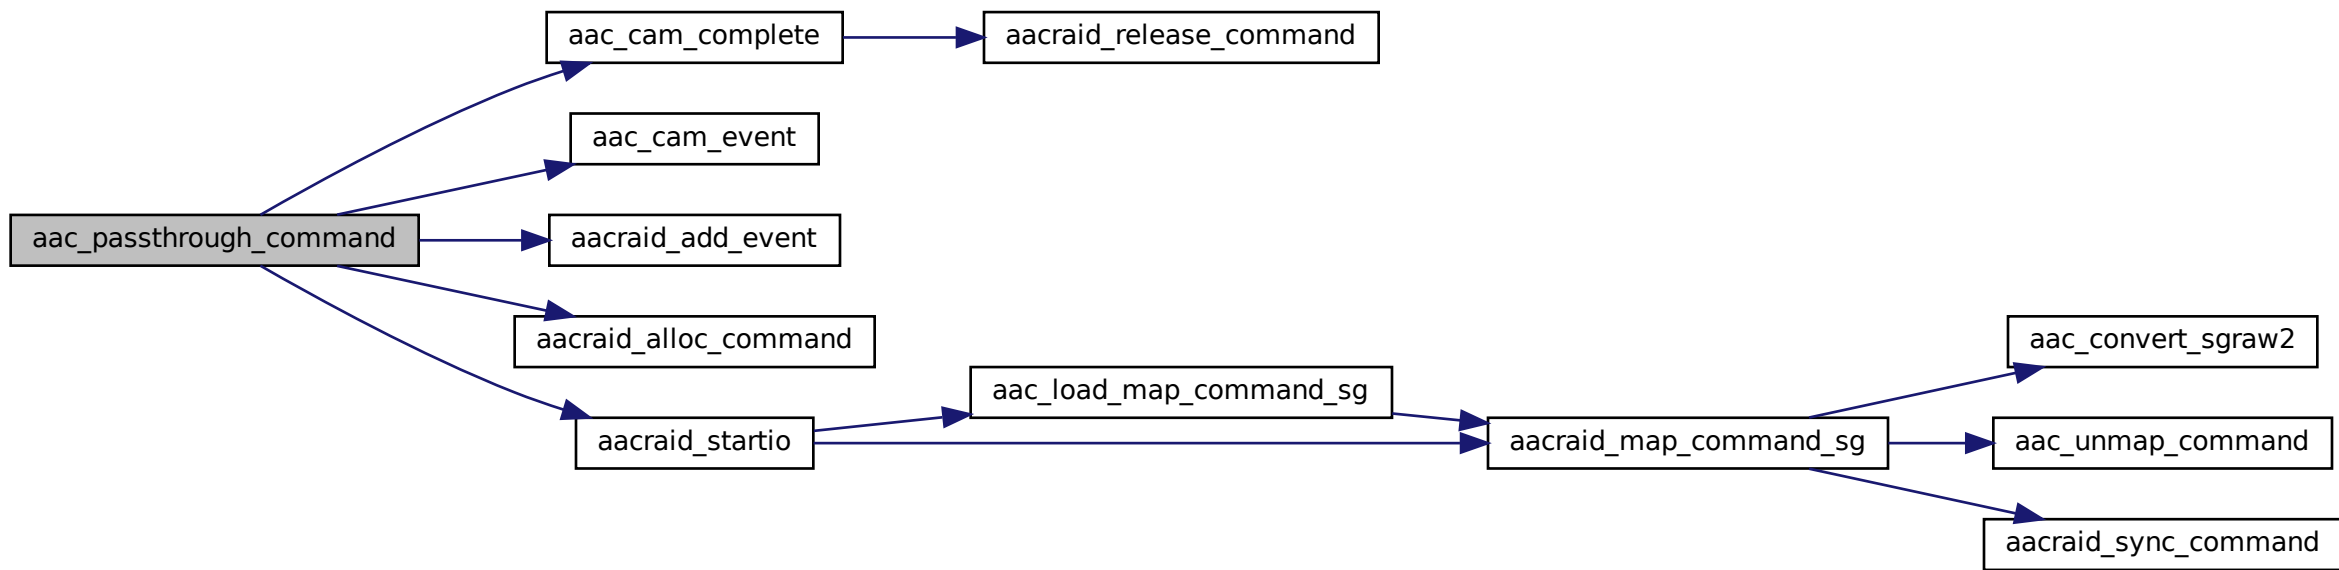 aac_cam_complete
aacraid_release_command
aac_cam_event
aac_passthrough_command
aacraid_add_event
aacraid_alloc_command
aac_convert_sgraw2
aac_load_map_command_sg
aacraid_startio
aacraid_map_command_sg
aac_unmap_command
aacraid_sync_command